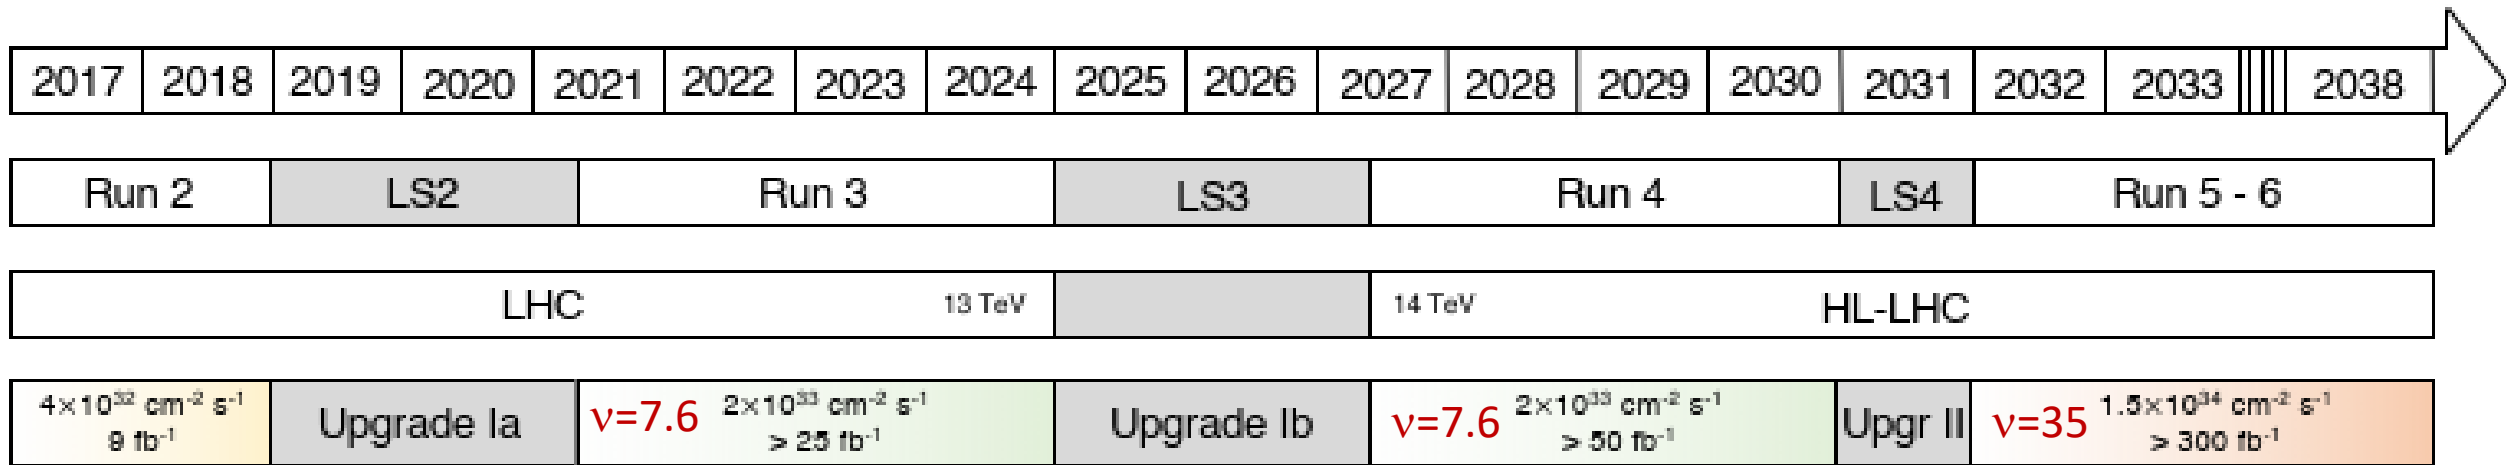 2017 2018 2019 2020 2021 2022 2023 2024 2025 2026 2027 2028 2029 2030 2031 2032 2033 2038
Run 2 LS2 Run 3 LS3 Run 4 LS4 Run 5 - 6
LHC 13 TeV 14 TeV HL-LHC
4×10³² cm⁻² s⁻¹
9 fb⁻¹
Upgrade Ia
ν=7.6
2×10³³ cm⁻² s⁻¹
> 25 fb⁻¹
Upgrade Ib
ν=7.6
2×10³³ cm⁻² s⁻¹
> 50 fb⁻¹
Upgr II
ν=35
1.5×10³⁴ cm⁻² s⁻¹
> 300 fb⁻¹